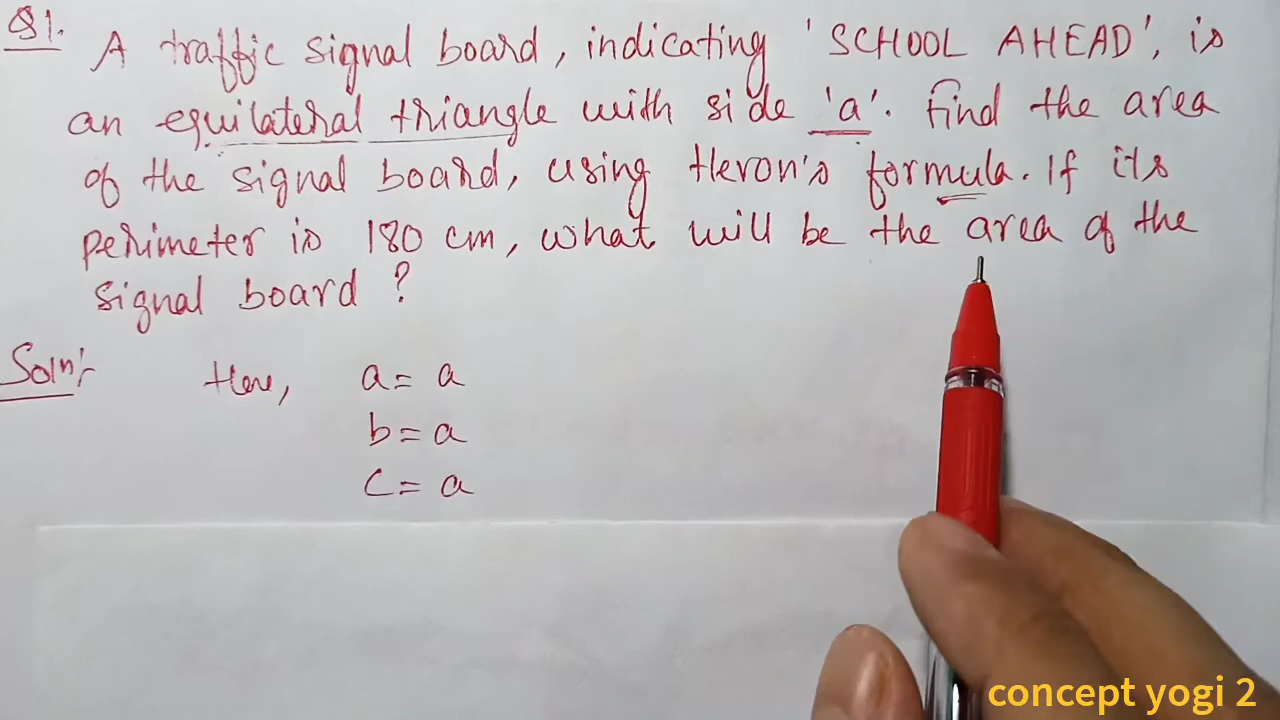 Q1. A traffic signal board, indicating 'SCHOOL AHEAD', is
an equilateral triangle with side 'a'. Find the area
of the signal board, using Heron's formula. If its
perimeter is 180 cm, what will be the area of the
signal board ?
Soln:- Here, a = a
b = a
c = a
concept yogi 2